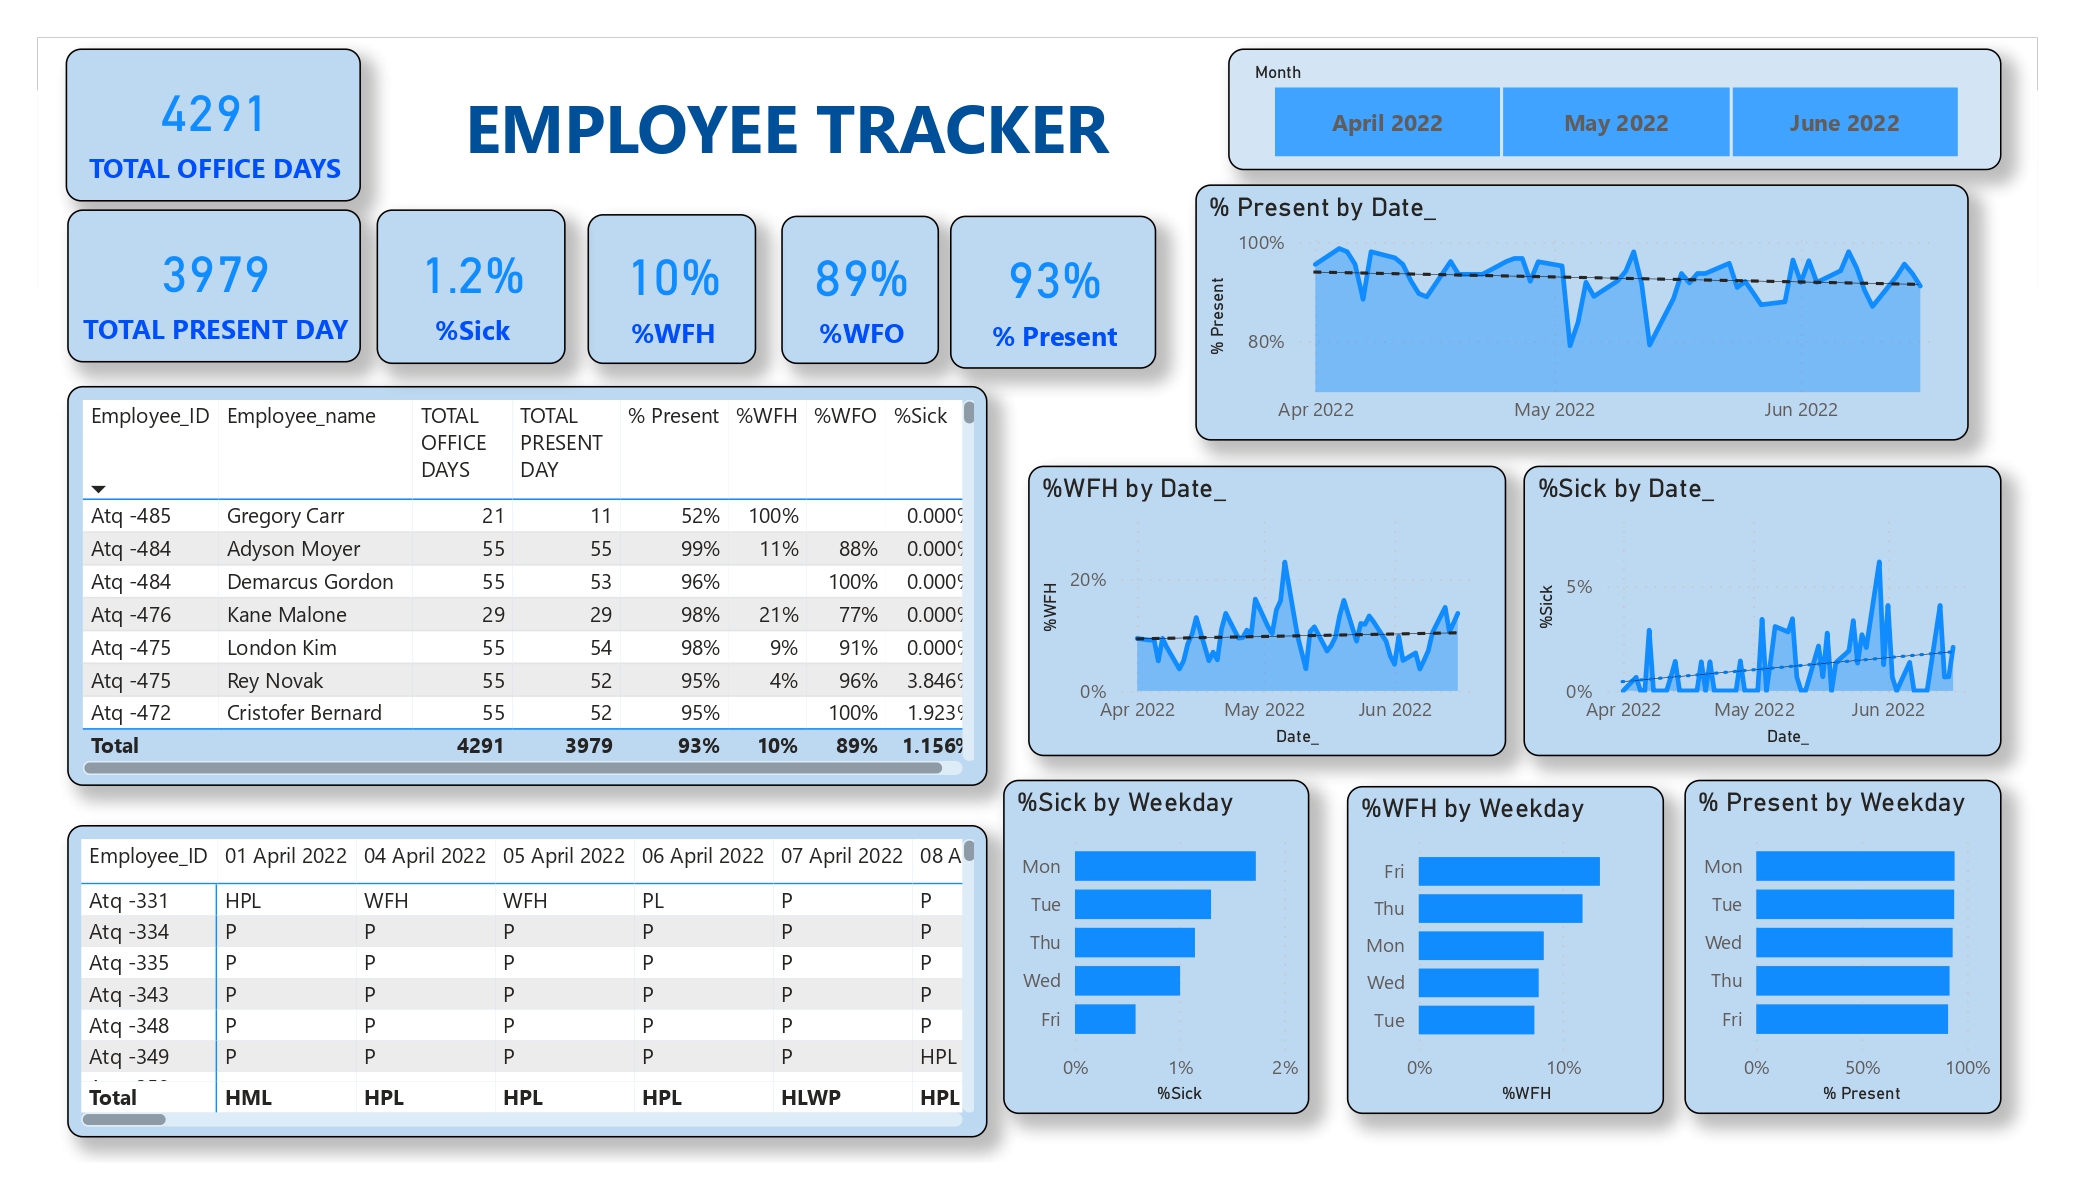 4291
TOTAL OFFICE DAYS
EMPLOYEE TRACKER
Month
April 2022 May 2022 June 2022
3979
TOTAL PRESENT DAY
1.2%
%Sick
10%
%WFH
89%
%WFO
93%
% Present
% Present by Date_
100%
80%
% Present
Apr 2022 May 2022 Jun 2022
Employee_ID Employee_name TOTAL OFFICE DAYS TOTAL PRESENT DAY % Present %WFH %WFO %Sick
Atq -485 Gregory Carr 21 11 52% 100% 0.000%
Atq -484 Adyson Moyer 55 55 99% 11% 88% 0.000%
Atq -484 Demarcus Gordon 55 53 96% 100% 0.000%
Atq -476 Kane Malone 29 29 98% 21% 77% 0.000%
Atq -475 London Kim 55 54 98% 9% 91% 0.000%
Atq -475 Rey Novak 55 52 95% 4% 96% 3.846%
Atq -472 Cristofer Bernard 55 52 95% 100% 1.923%
Total 4291 3979 93% 10% 89% 1.156%
%WFH by Date_
%WFH
20%
0%
Apr 2022 May 2022 Jun 2022
Date_
%Sick by Date_
%Sick
5%
0%
Apr 2022 May 2022 Jun 2022
Date_
Employee_ID 01 April 2022 04 April 2022 05 April 2022 06 April 2022 07 April 2022 08 A
Atq -331 HPL WFH WFH PL P P
Atq -334 P P P P P P
Atq -335 P P P P P P
Atq -343 P P P P P P
Atq -348 P P P P P P
Atq -349 P P P P P HPL
Total HML HPL HPL HPL HLWP HPL
%Sick by Weekday
Mon
Tue
Thu
Wed
Fri
0% 1% 2%
%Sick
%WFH by Weekday
Fri
Thu
Mon
Wed
Tue
0% 10%
%WFH
% Present by Weekday
Mon
Tue
Wed
Thu
Fri
0% 50% 100%
% Present